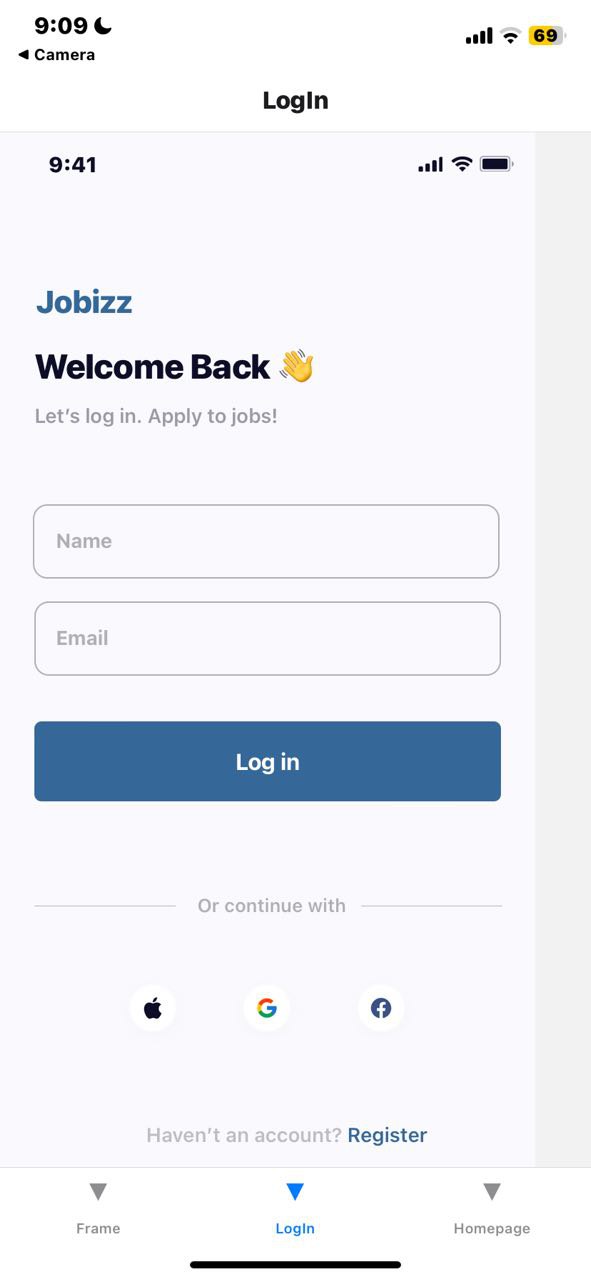 9:09
◀ Camera
69
LogIn
9:41
Jobizz
Welcome Back 👋
Let’s log in. Apply to jobs!
Name
Email
Log in
Or continue with
Haven’t an account? Register
Frame
LogIn
Homepage